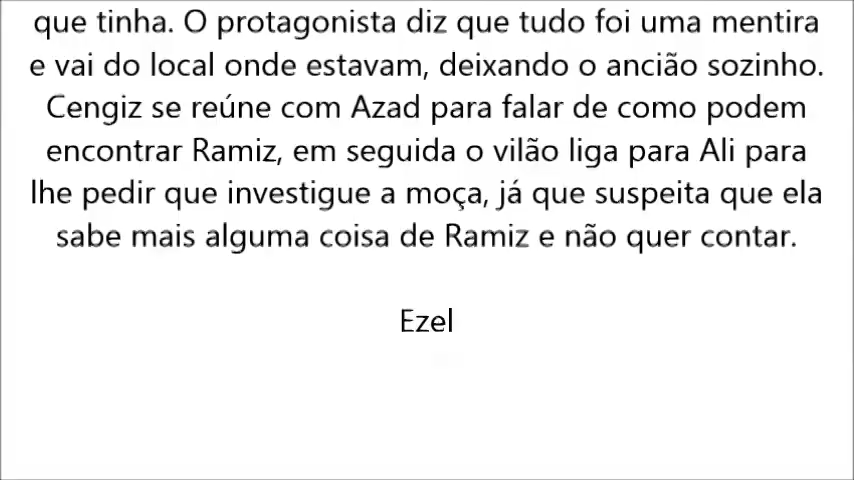 que tinha. O protagonista diz que tudo foi uma mentira
e vai do local onde estavam, deixando o ancião sozinho.
Cengiz se reúne com Azad para falar de como podem
encontrar Ramiz, em seguida o vilão liga para Ali para
lhe pedir que investigue a moça, já que suspeita que ela
sabe mais alguma coisa de Ramiz e não quer contar.
Ezel